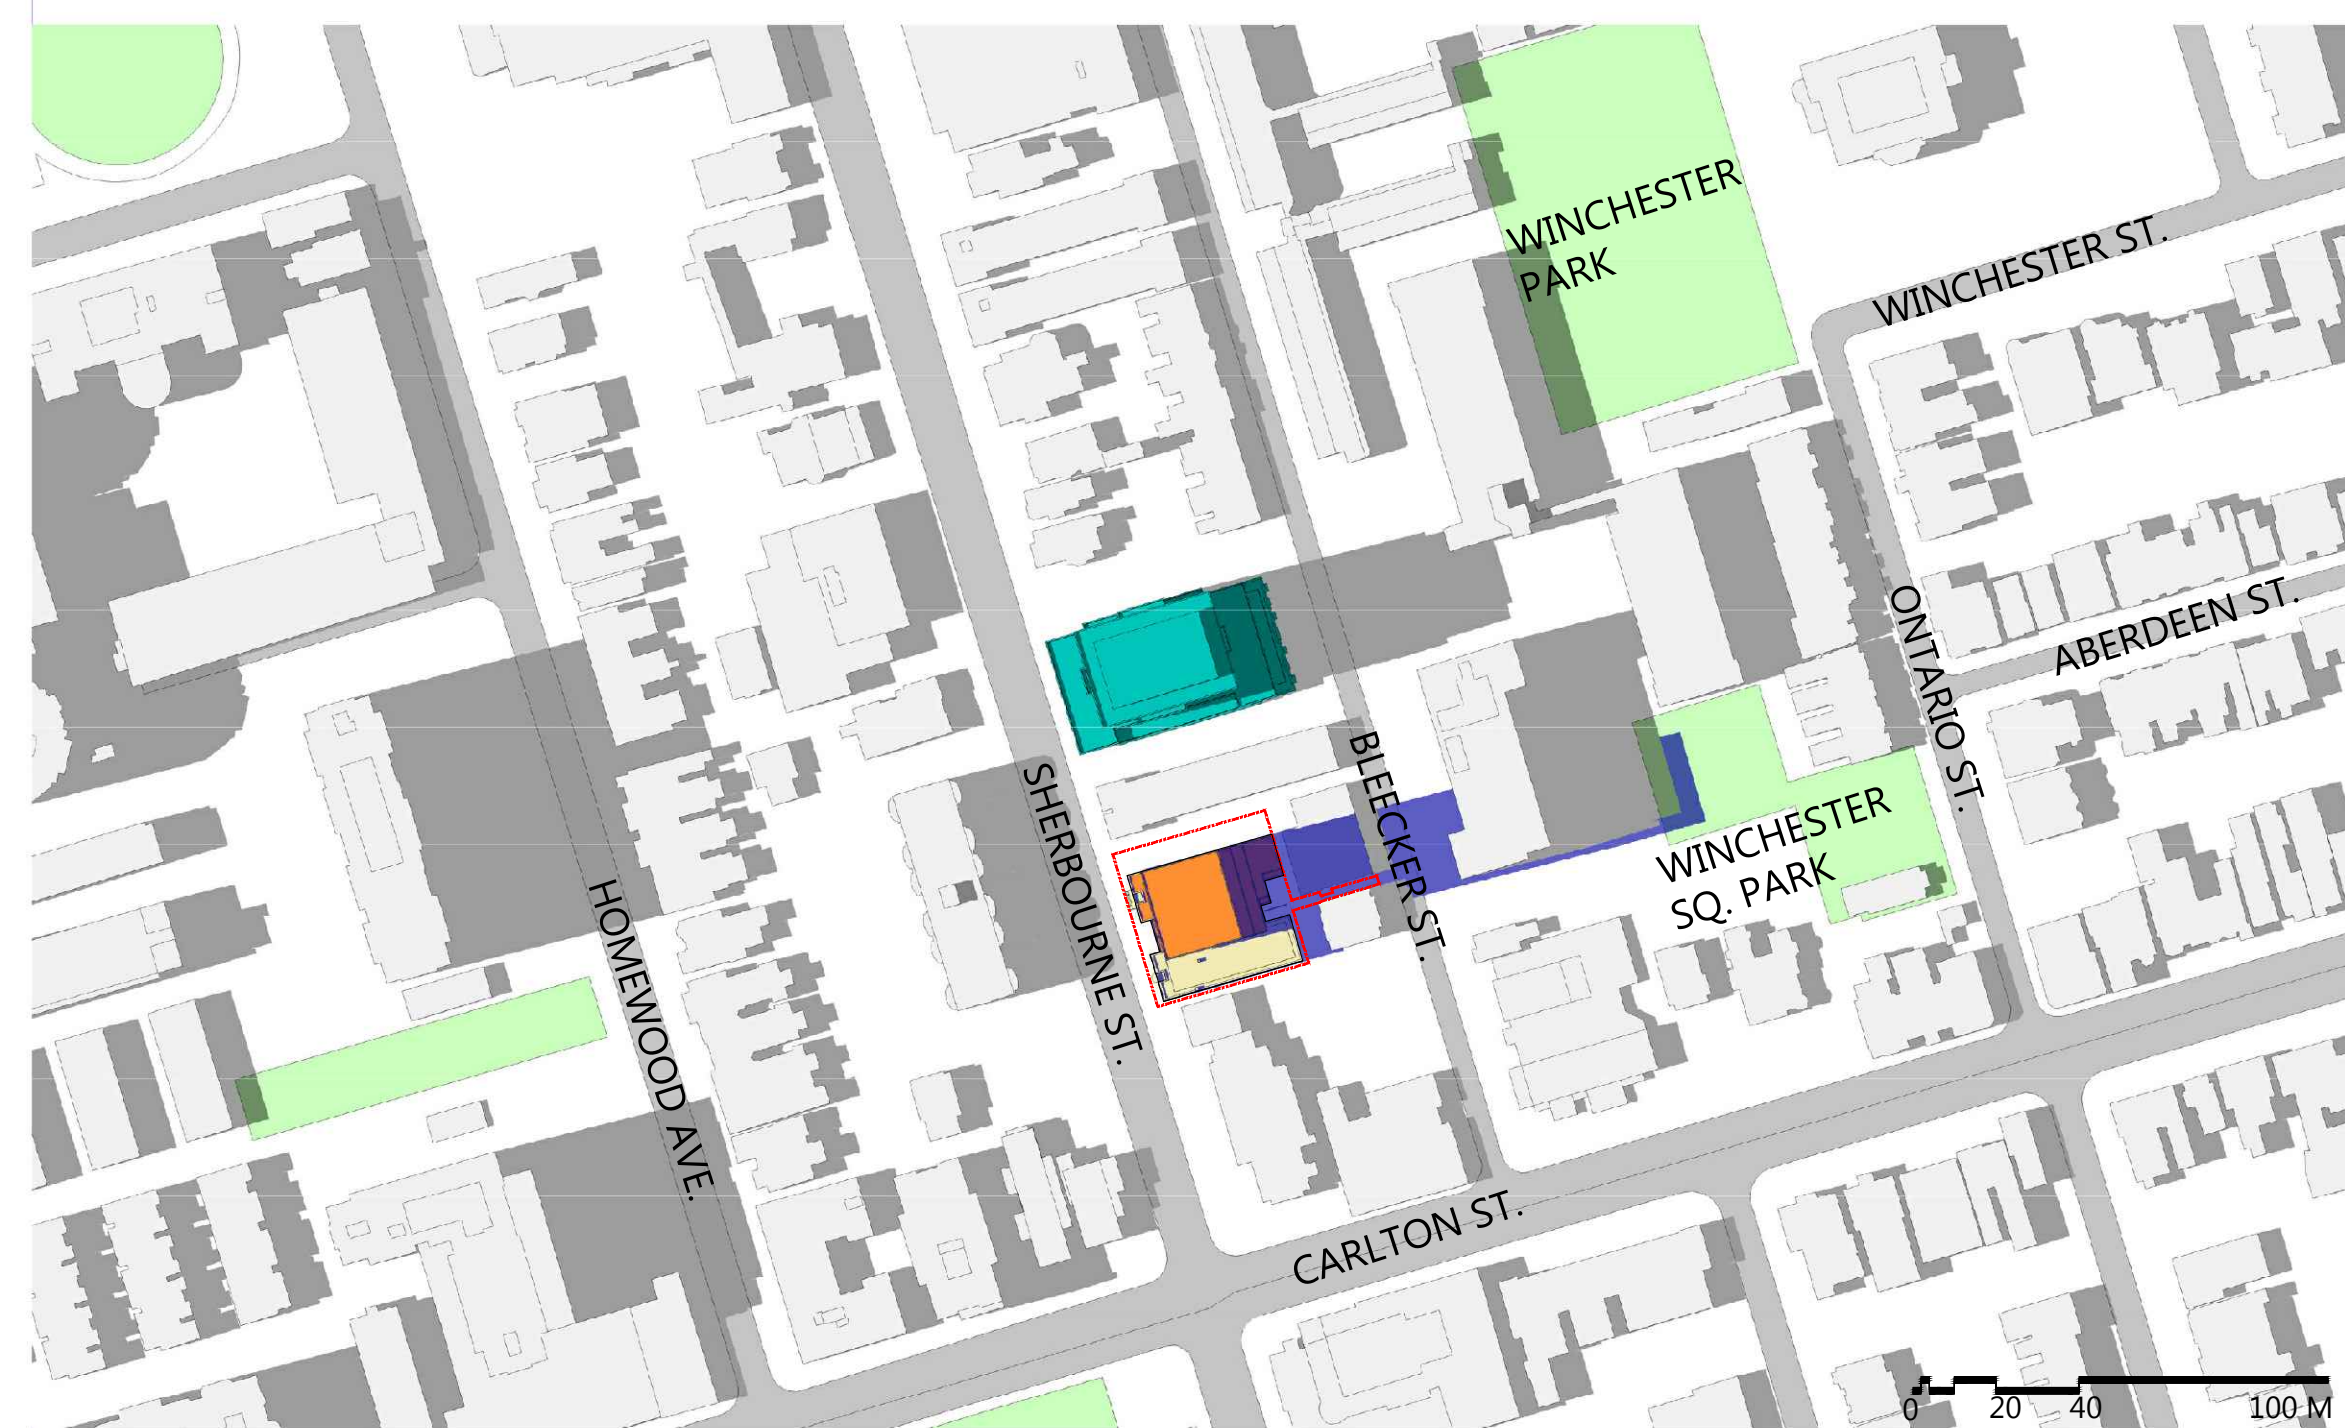 WINCHESTER
PARK
WINCHESTER ST.
ONTARIO ST.
ABERDEEN ST.
SHERBOURNE ST.
BLEECKER ST.
WINCHESTER
SQ. PARK
HOMEWOOD AVE.
CARLTON ST.
0 20 40 100 M